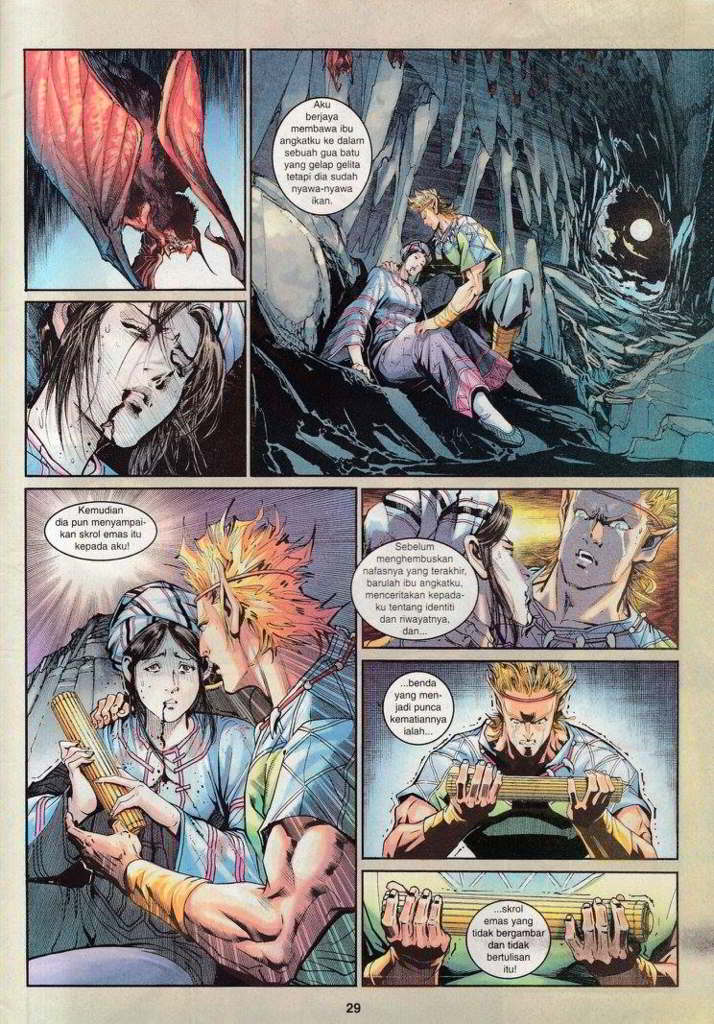 Aku
berjaya
membawa ibu
angkatku ke dalam
sebuah gua batu
yang gelap gelita
tetapi dia sudah
nyawa-nyawa
ikan.
Kemudian
dia pun menyampai-
kan skrol emas itu
kepada aku!
Sebelum
menghembuskan
nafasnya yang terakhir,
barulah ibu angkatku,
menceritakan kepada-
ku tentang identiti
dan riwayatnya,
dan...
...benda
yang men-
jadi punca
kematiannya
ialah...
...skrol
emas yang
tidak bergambar
dan tidak
bertulisan
itu!
29